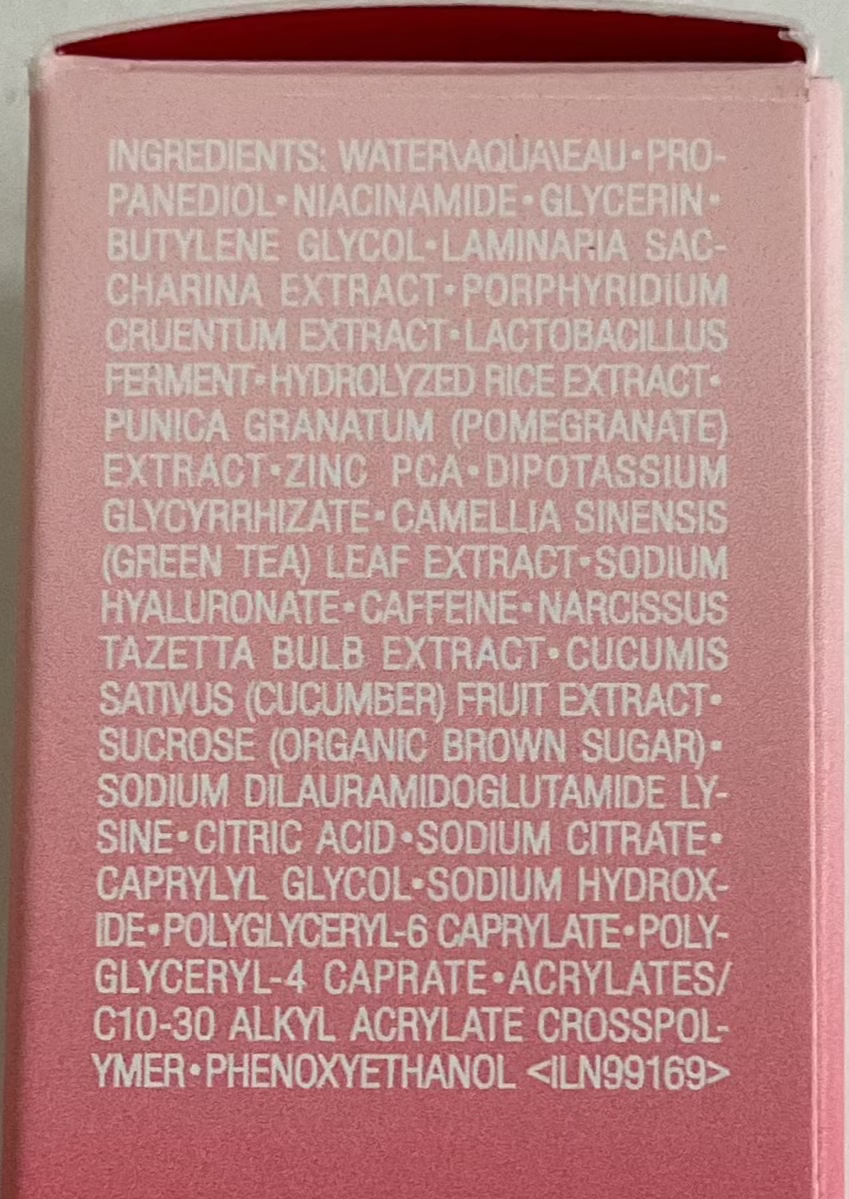 INGREDIENTS: WATER\AQUA\EAU•PRO-
PANEDIOL•NIACINAMIDE•GLYCERIN•
BUTYLENE GLYCOL•LAMINARIA SAC-
CHARINA EXTRACT•PORPHYRIDIUM
CRUENTUM EXTRACT•LACTOBACILLUS
FERMENT•HYDROLYZED RICE EXTRACT•
PUNICA GRANATUM (POMEGRANATE)
EXTRACT•ZINC PCA•DIPOTASSIUM
GLYCYRRHIZATE•CAMELLIA SINENSIS
(GREEN TEA) LEAF EXTRACT•SODIUM
HYALURONATE•CAFFEINE•NARCISSUS
TAZETTA BULB EXTRACT•CUCUMIS
SATIVUS (CUCUMBER) FRUIT EXTRACT•
SUCROSE (ORGANIC BROWN SUGAR)•
SODIUM DILAURAMIDOGLUTAMIDE LY-
SINE•CITRIC ACID•SODIUM CITRATE•
CAPRYLYL GLYCOL•SODIUM HYDROX-
IDE•POLYGLYCERYL-6 CAPRYLATE•POLY-
GLYCERYL-4 CAPRATE•ACRYLATES/
C10-30 ALKYL ACRYLATE CROSSPOL-
YMER•PHENOXYETHANOL <ILN99169>